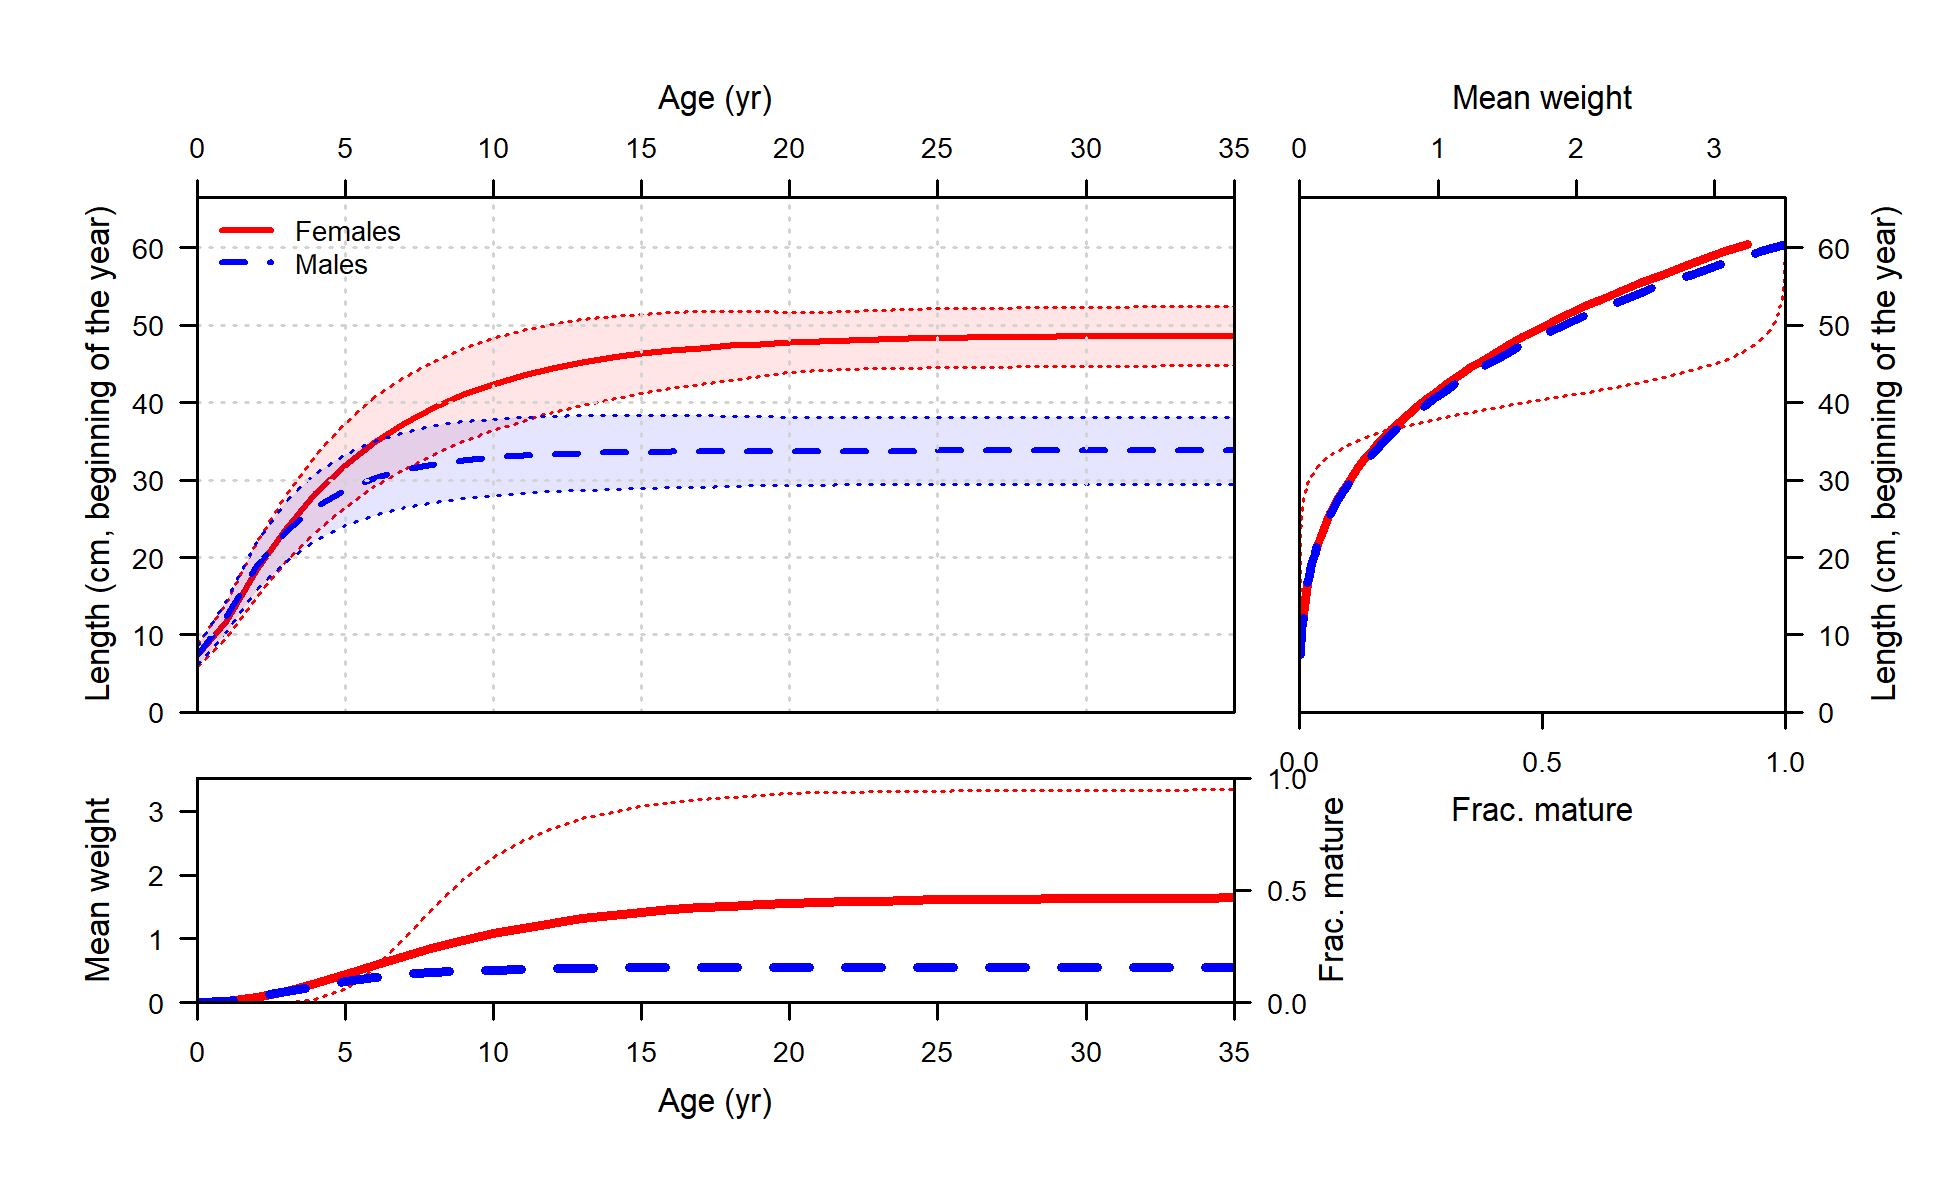 Age (yr)
0 5 10 15 20 25 30 35
Length (cm, beginning of the year)
60
50
40
30
20
10
0
Females
Males
Mean weight
0 1 2 3
Length (cm, beginning of the year)
60
50
40
30
20
10
0
0.0 0.5 1.0
Frac. mature
Mean weight
3
2
1
0
1.0
0.5
0.0
Frac. mature
0 5 10 15 20 25 30 35
Age (yr)